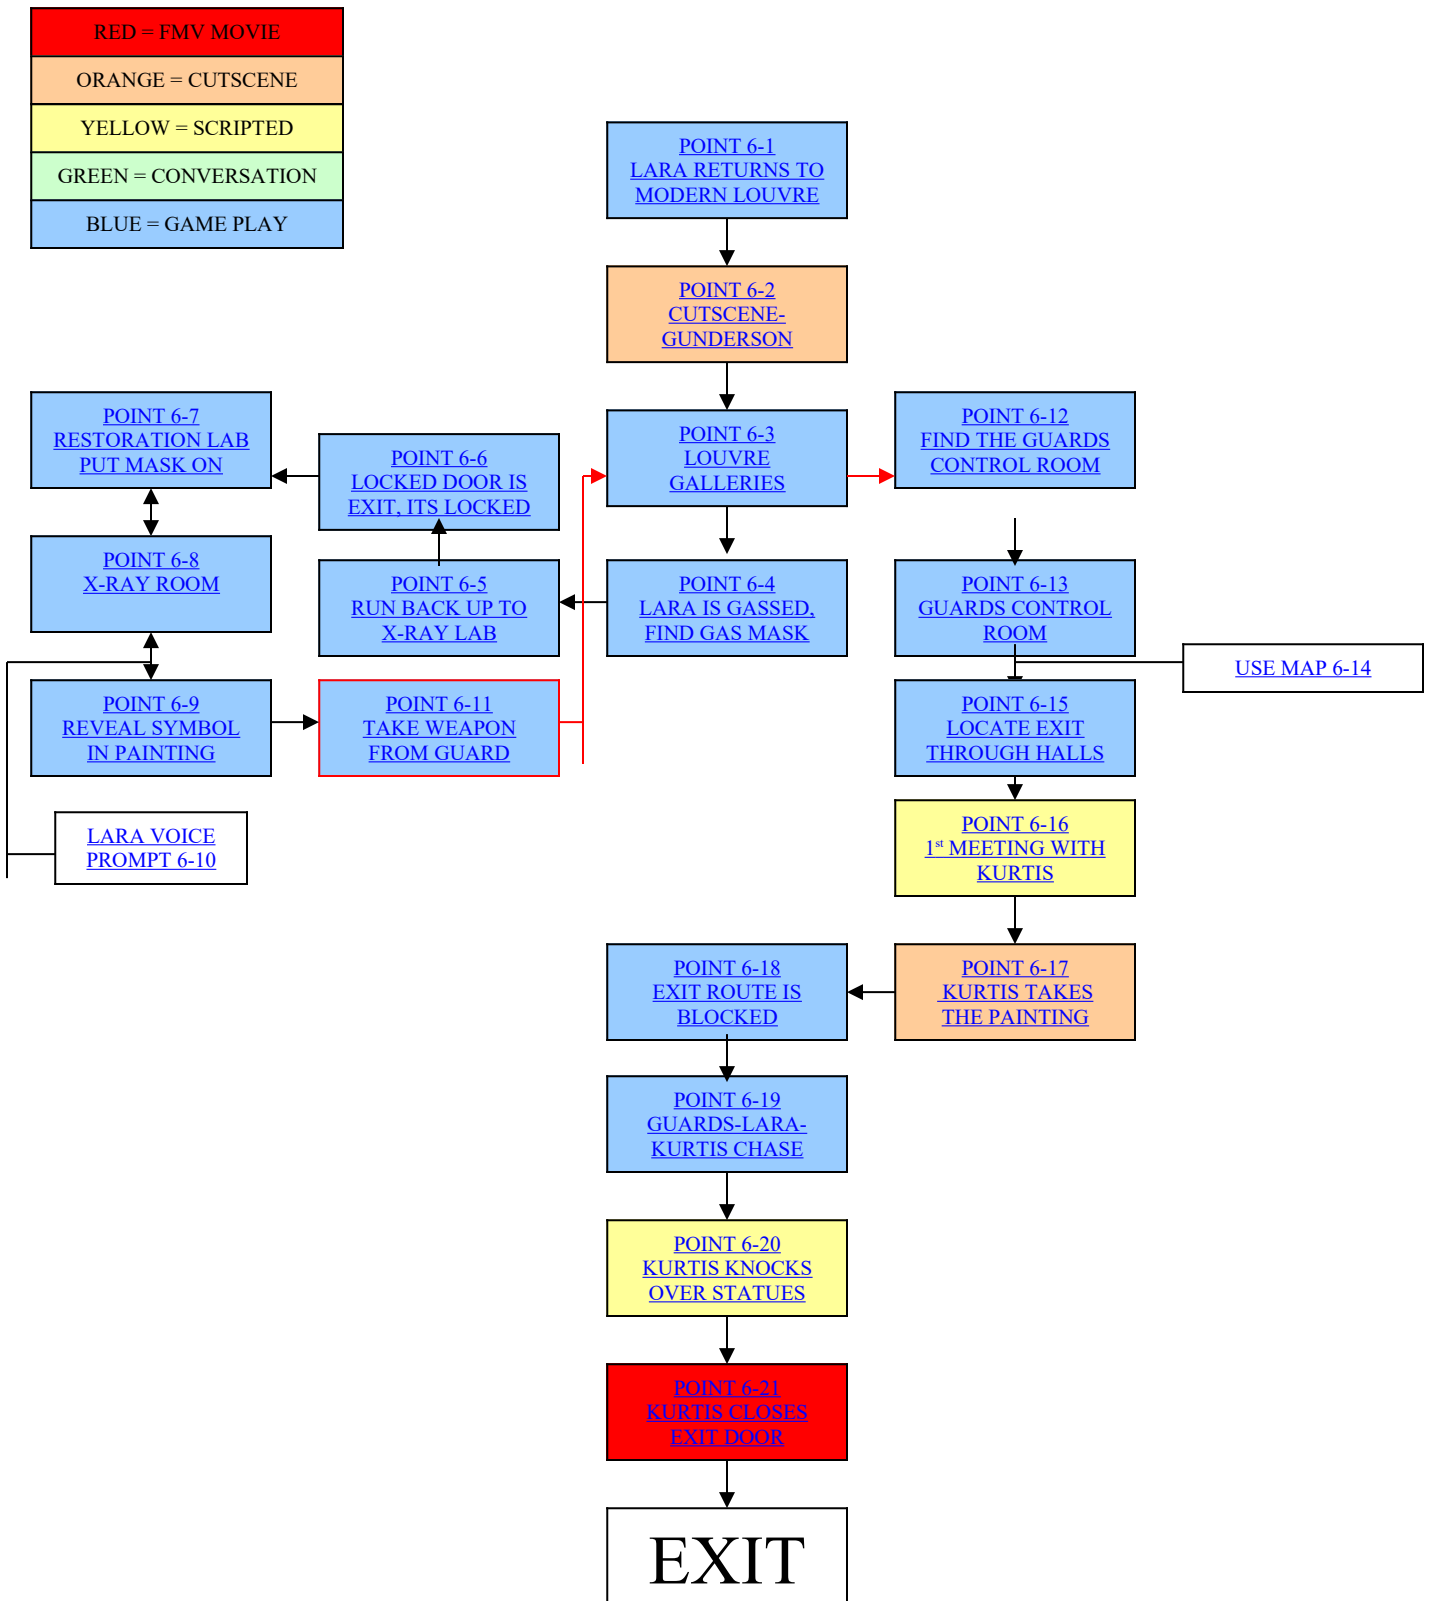 RED = FMV MOVIE
ORANGE = CUTSCENE
YELLOW = SCRIPTED
GREEN = CONVERSATION
BLUE = GAME PLAY
POINT 6-1
LARA RETURNS TO
MODERN LOUVRE
POINT 6-2
CUTSCENE-
GUNDERSON
POINT 6-3
LOUVRE
GALLERIES
POINT 6-12
FIND THE GUARDS
CONTROL ROOM
POINT 6-7
RESTORATION LAB
PUT MASK ON
POINT 6-6
LOCKED DOOR IS
EXIT, ITS LOCKED
POINT 6-8
X-RAY ROOM
POINT 6-5
RUN BACK UP TO
X-RAY LAB
POINT 6-4
LARA IS GASSED,
FIND GAS MASK
POINT 6-13
GUARDS CONTROL
ROOM
USE MAP 6-14
POINT 6-9
REVEAL SYMBOL
IN PAINTING
POINT 6-11
TAKE WEAPON
FROM GUARD
POINT 6-15
LOCATE EXIT
THROUGH HALLS
LARA VOICE
PROMPT 6-10
POINT 6-16
1st MEETING WITH
KURTIS
POINT 6-17
KURTIS TAKES
THE PAINTING
POINT 6-18
EXIT ROUTE IS
BLOCKED
POINT 6-19
GUARDS-LARA-
KURTIS CHASE
POINT 6-20
KURTIS KNOCKS
OVER STATUES
POINT 6-21
KURTIS CLOSES
EXIT DOOR
EXIT